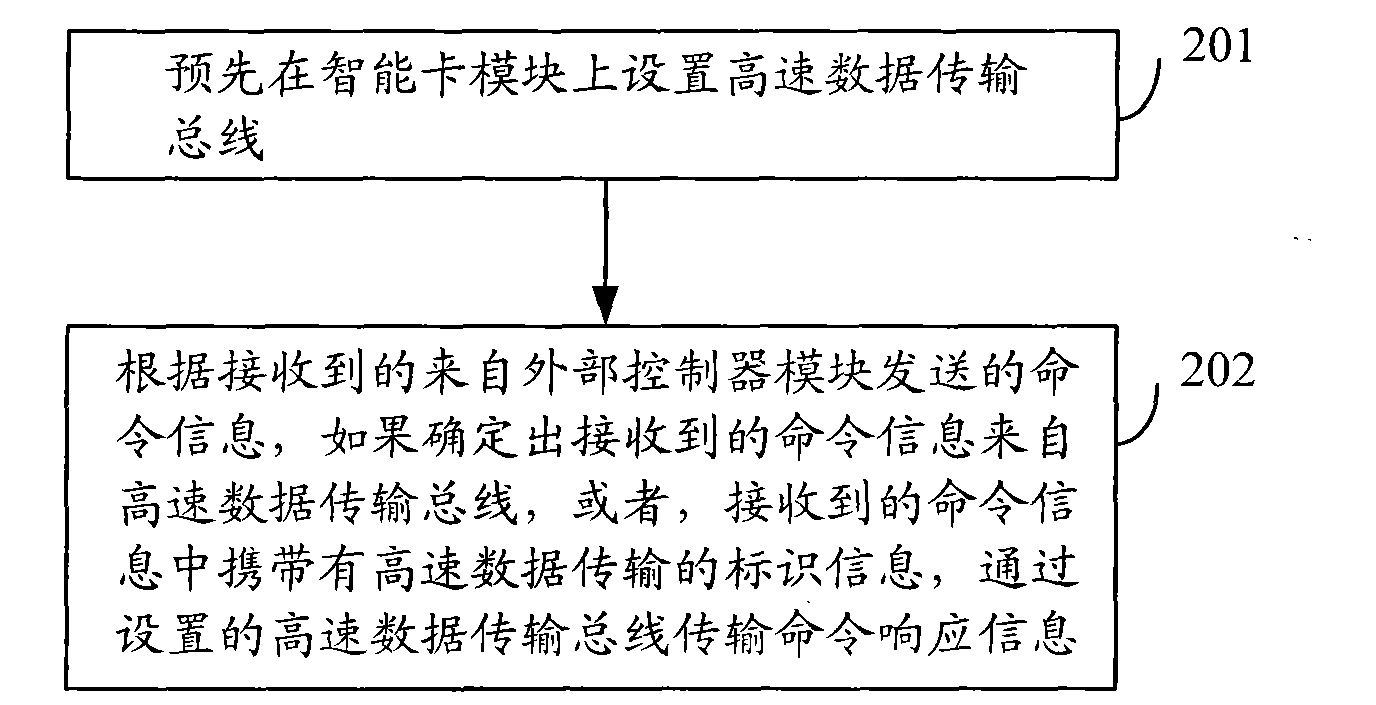 预先在智能卡模块上设置高速数据传输
总线
201
根据接收到的来自外部控制器模块发送的命
令信息，如果确定出接收到的命令信息来自
高速数据传输总线，或者，接收到的命令信
息中携带有高速数据传输的标识信息，通过
设置的高速数据传输总线传输命令响应信息
202